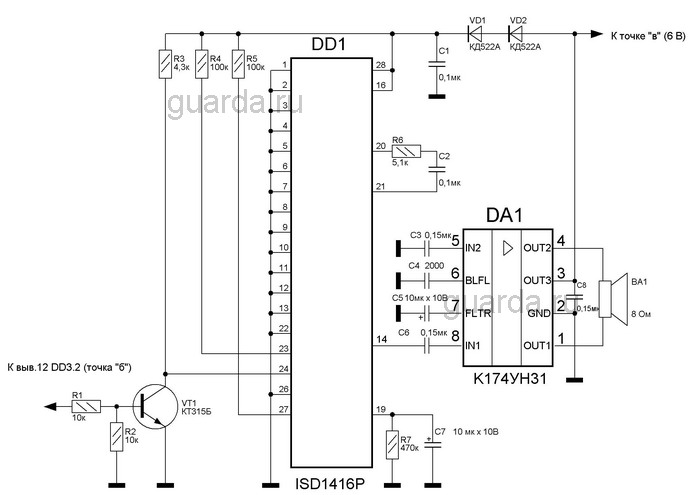 VD1
VD2
КД522А
КД522А
К точке "в" (6 В)
DD1
R3
4,3к
R4
100к
R5
100к
C1
0,1мк
1
2
3
4
5
6
7
8
9
10
11
12
13
22
23
24
26
27
28
16
20
21
14
19
R6
5,1к
C2
0,1мк
guarda.ru
DA1
C3 0,15мк
5
IN2
OUT2
4
C4 2000
6
BLFL
OUT3
3
C5 10мк x 10В
+
7
FLTR
GND
2
C6 0,15мк
8
IN1
OUT1
1
C8
0,15мк
BA1
8 Ом
guarda.ru
К174УН31
К выв.12 DD3.2 (точка "б")
R1
10к
R2
10к
VT1
КТ315Б
R7
470к
+
C7 10 мк x 10В
ISD1416P